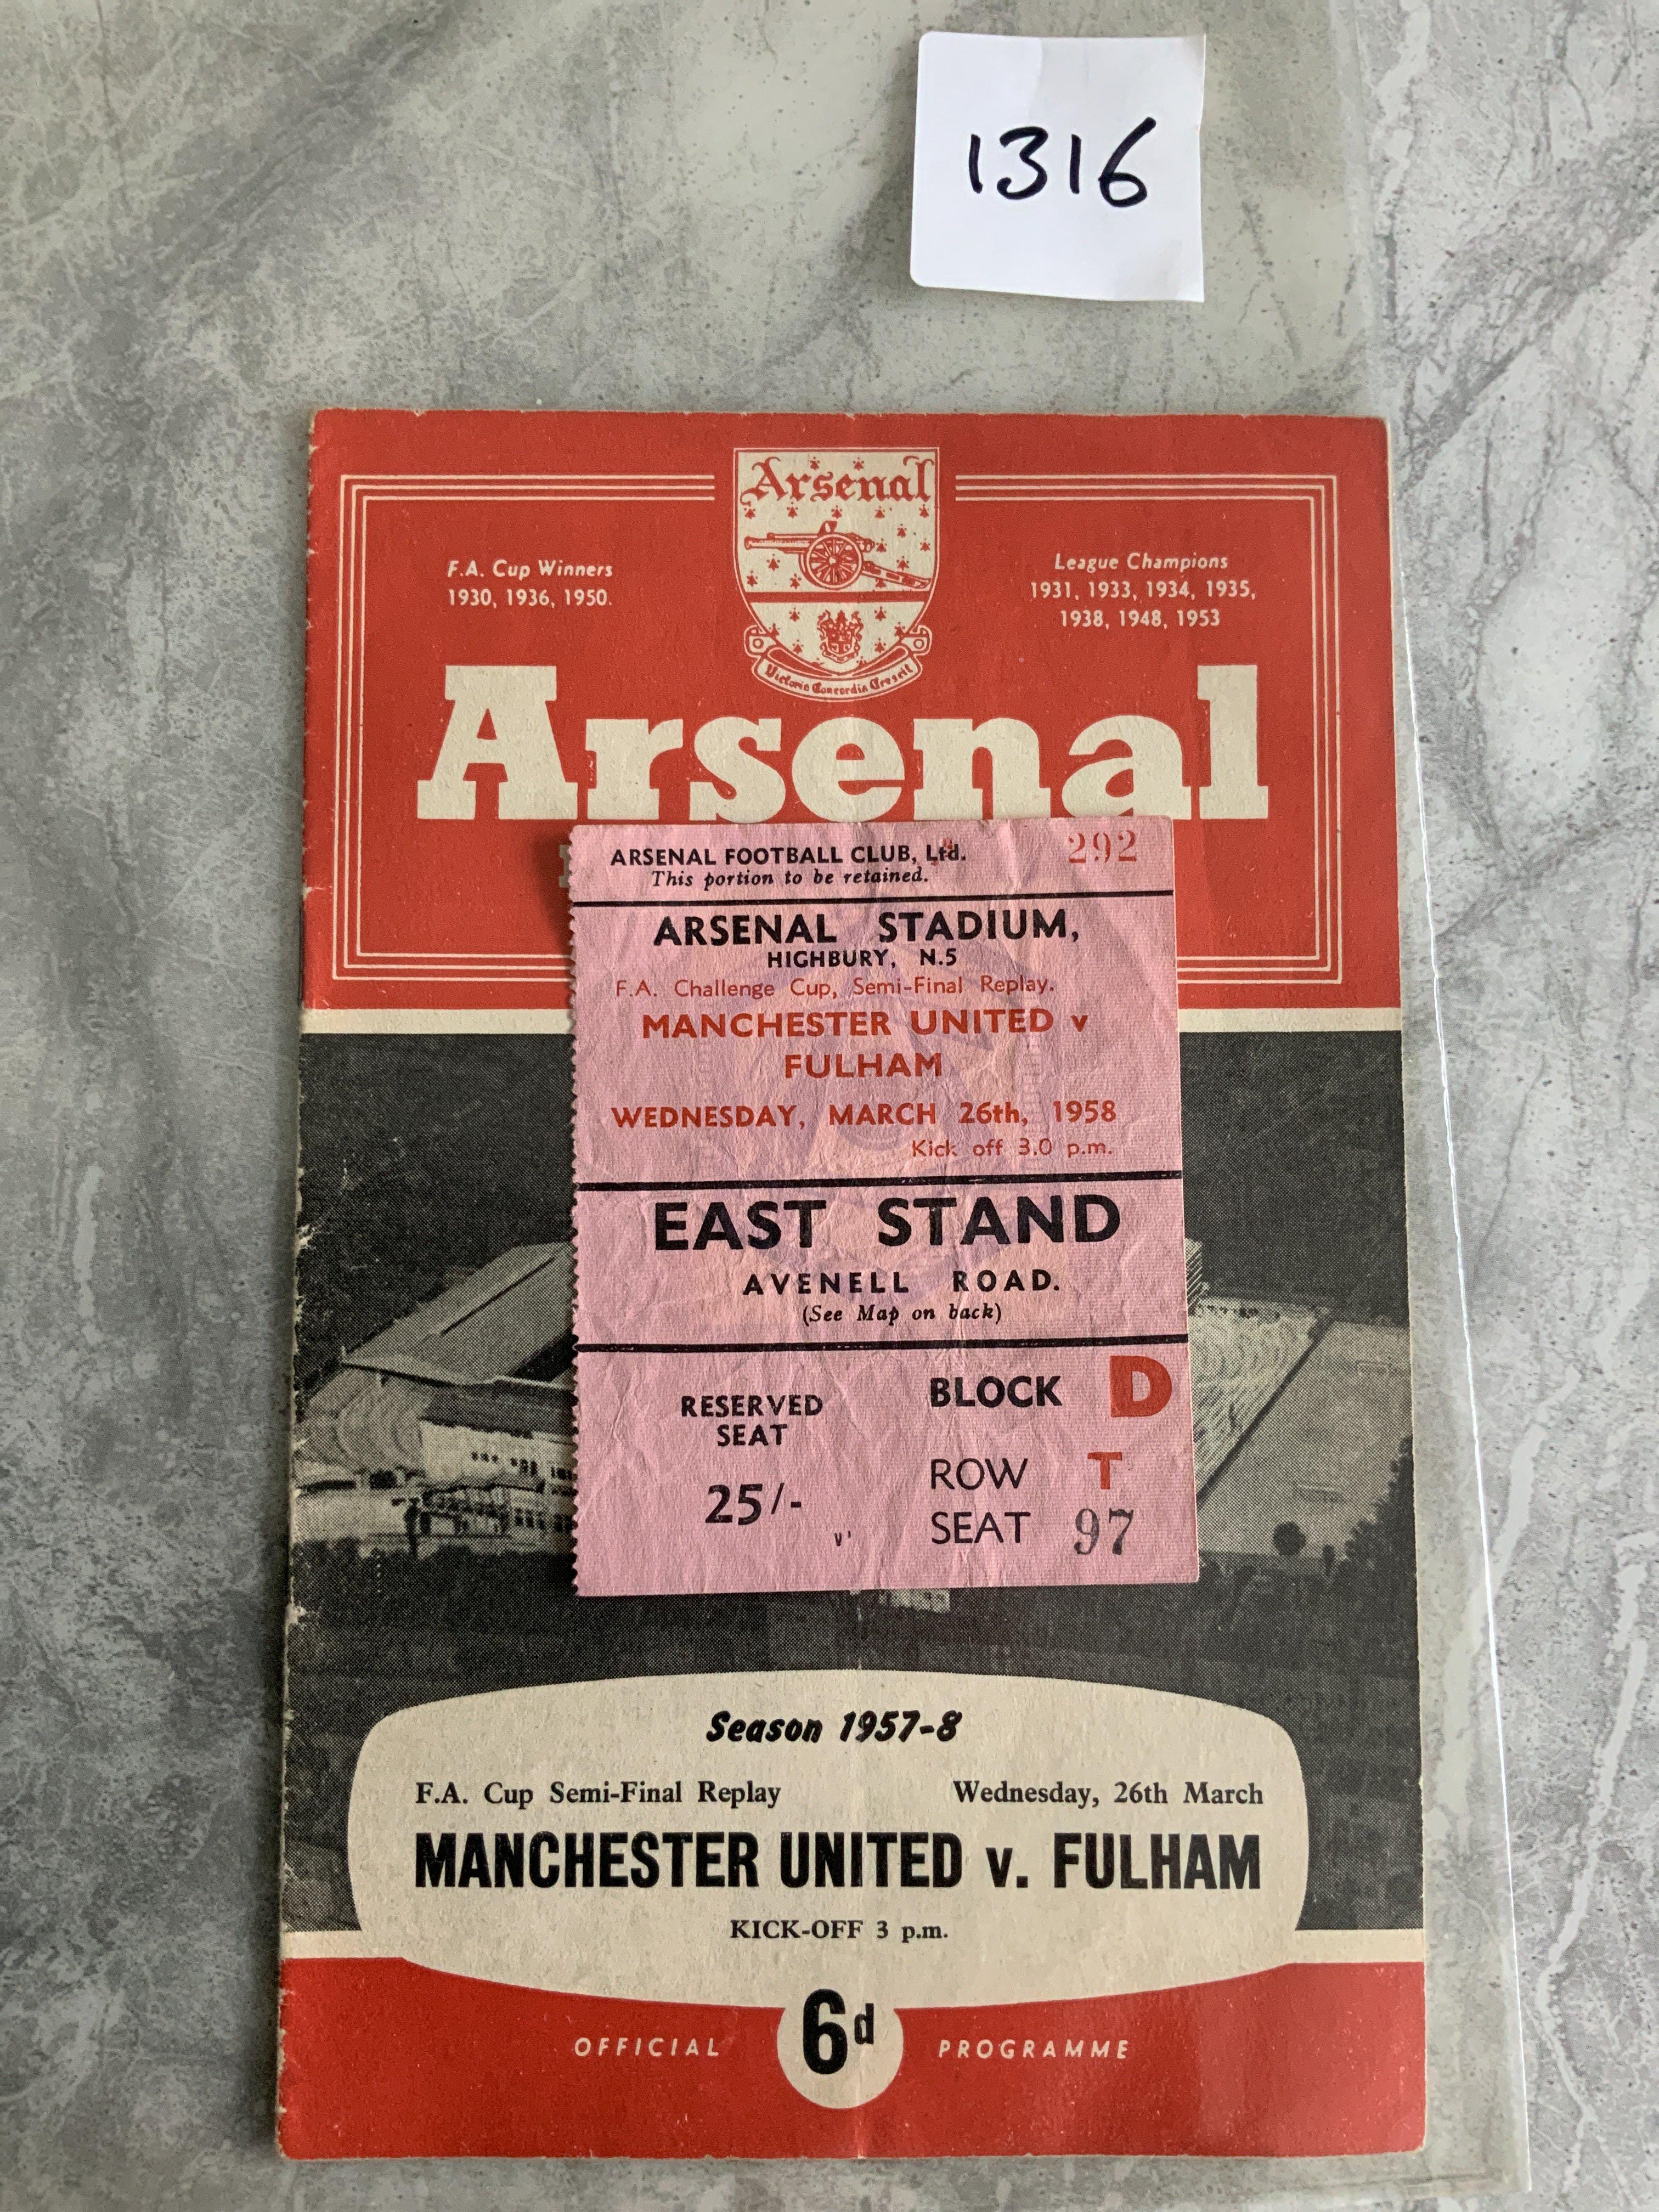 1316
Arsenal
F.A. Cup Winners
1930, 1936, 1950.
League Champions
1931, 1933, 1934, 1935,
1938, 1948, 1953
Victoria Concordia Crescit
Arsenal
ARSENAL FOOTBALL CLUB, Ltd. 292
This portion to be retained.
ARSENAL STADIUM,
HIGHBURY, N.5
F.A. Challenge Cup, Semi-Final Replay.
MANCHESTER UNITED v
FULHAM
WEDNESDAY, MARCH 26th, 1958
Kick off 3.0 p.m.
EAST STAND
AVENELL ROAD.
(See Map on back)
RESERVED
SEAT
25/-
BLOCK D
ROW T
SEAT 97
Season 1957-8
F.A. Cup Semi-Final Replay Wednesday, 26th March
MANCHESTER UNITED v. FULHAM
KICK-OFF 3 p.m.
OFFICIAL 6d PROGRAMME